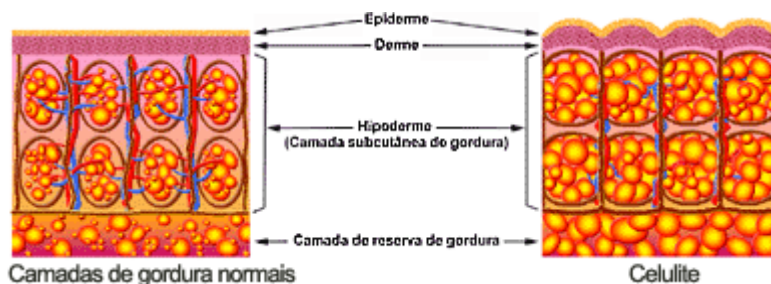 Epiderme
Derme
Hipoderme
(Camada subcutânea de gordura)
Camada de reserva de gordura
Camadas de gordura normais
Celulite